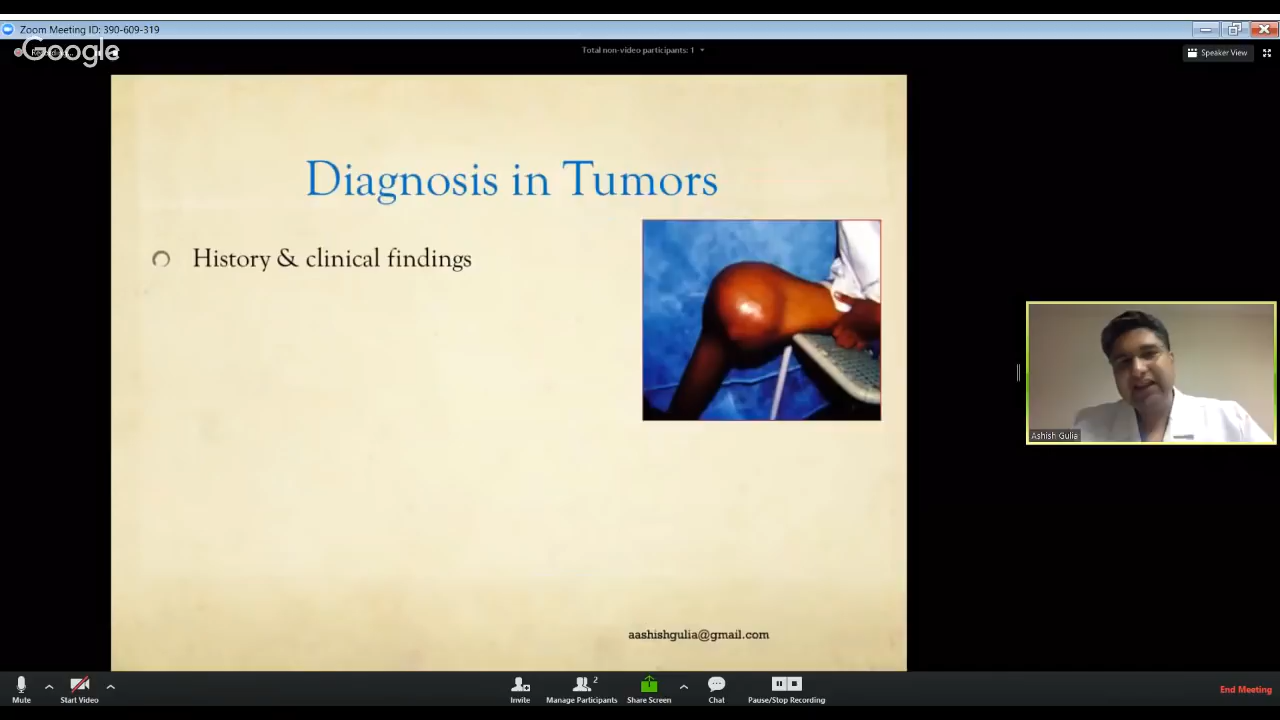 Zoom Meeting ID: 390-609-319
Google
Total non-video participants: 1
Speaker View
Diagnosis in Tumors
History & clinical findings
Ashish Gulia
aashishgulia@gmail.com
Mute
Start Video
Invite
2
Manage Participants
Share Screen
Chat
Pause/Stop Recording
End Meeting